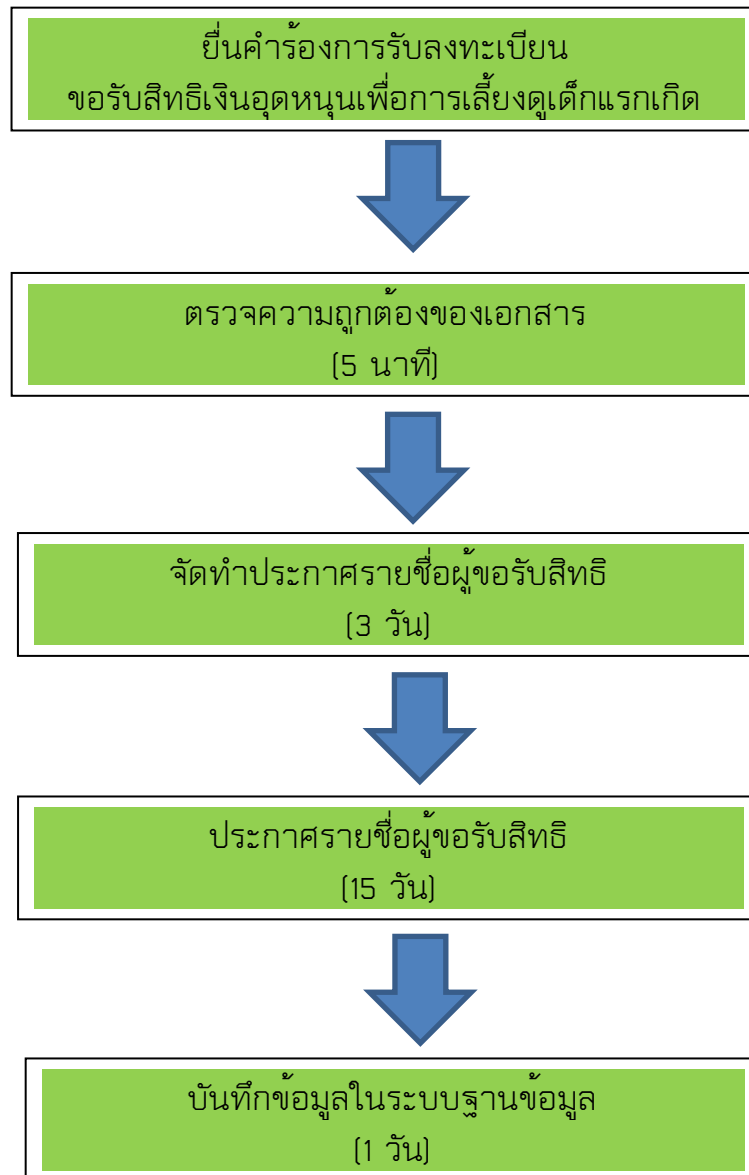 ยื่นคำร้องการรับลงทะเบียน
ขอรับสิทธิเงินอุดหนุนเพื่อการเลี้ยงดูเด็กแรกเกิด
ตรวจความถูกต้องของเอกสาร
(5 นาที)
จัดทำประกาศรายชื่อผู้ขอรับสิทธิ
(3 วัน)
ประกาศรายชื่อผู้ขอรับสิทธิ
(15 วัน)
บันทึกข้อมูลในระบบฐานข้อมูล
(1 วัน)